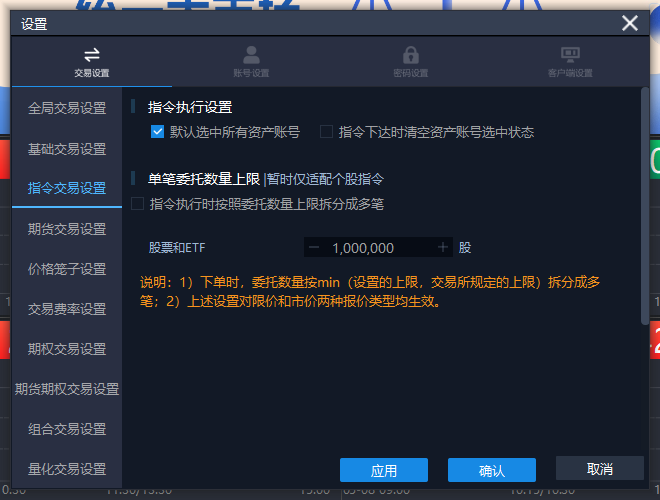 设置
交易设置 账号设置 密码设置 客户端设置
全局交易设置
基础交易设置
指令交易设置
期货交易设置
价格笼子设置
交易费率设置
期权交易设置
期货期权交易设置
组合交易设置
量化交易设置
指令执行设置
默认选中所有资产账号 指令下达时清空资产账号选中状态
单笔委托数量上限 |暂时仅适配个股指令
指令执行时按照委托数量上限拆分成多笔
股票和ETF 1,000,000 股
说明：1）下单时，委托数量按min（设置的上限，交易所规定的上限）拆分成多
笔；2）上述设置对限价和市价两种报价类型均生效。
应用 确认 取消